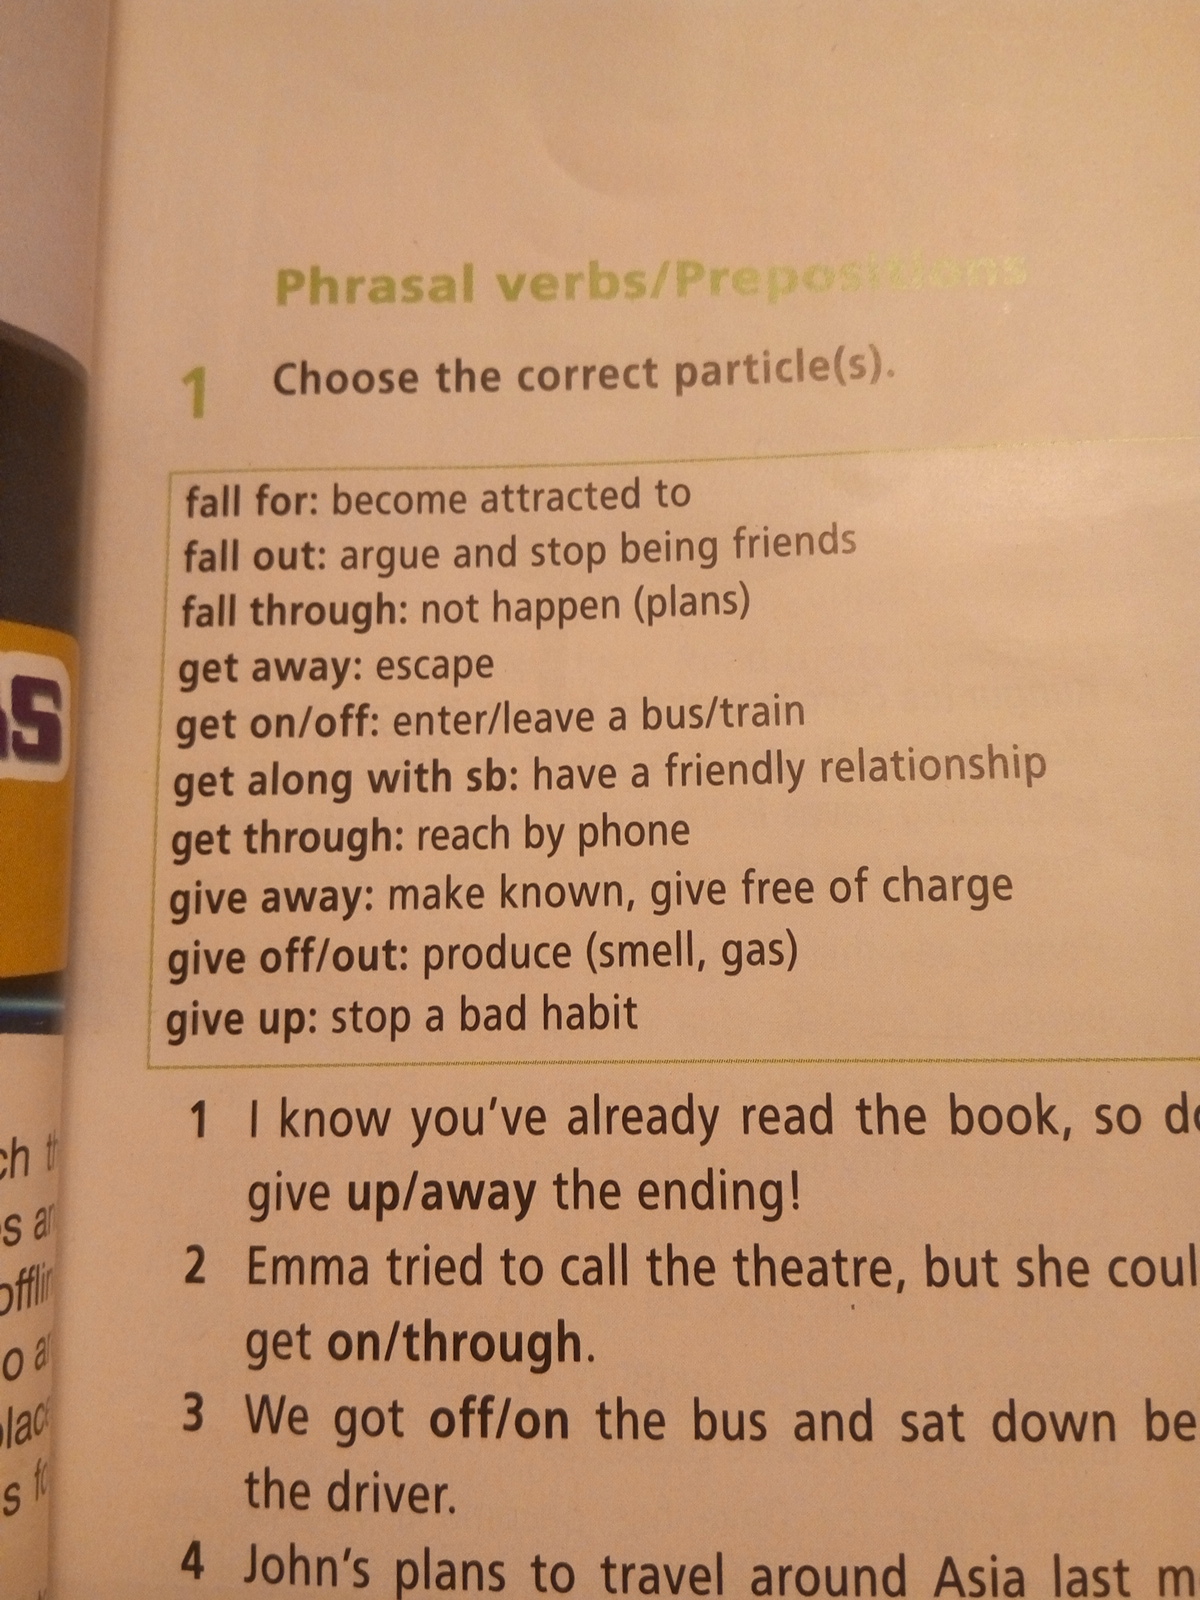 Phrasal verbs/Prepositions
1 Choose the correct particle(s).
fall for: become attracted to
fall out: argue and stop being friends
fall through: not happen (plans)
get away: escape
get on/off: enter/leave a bus/train
get along with sb: have a friendly relationship
get through: reach by phone
give away: make known, give free of charge
give off/out: produce (smell, gas)
give up: stop a bad habit
1 I know you've already read the book, so
give up/away the ending!
2 Emma tried to call the theatre, but she
get on/through.
3 We got off/on the bus and sat down
the driver.
4 John's plans to travel around Asia last